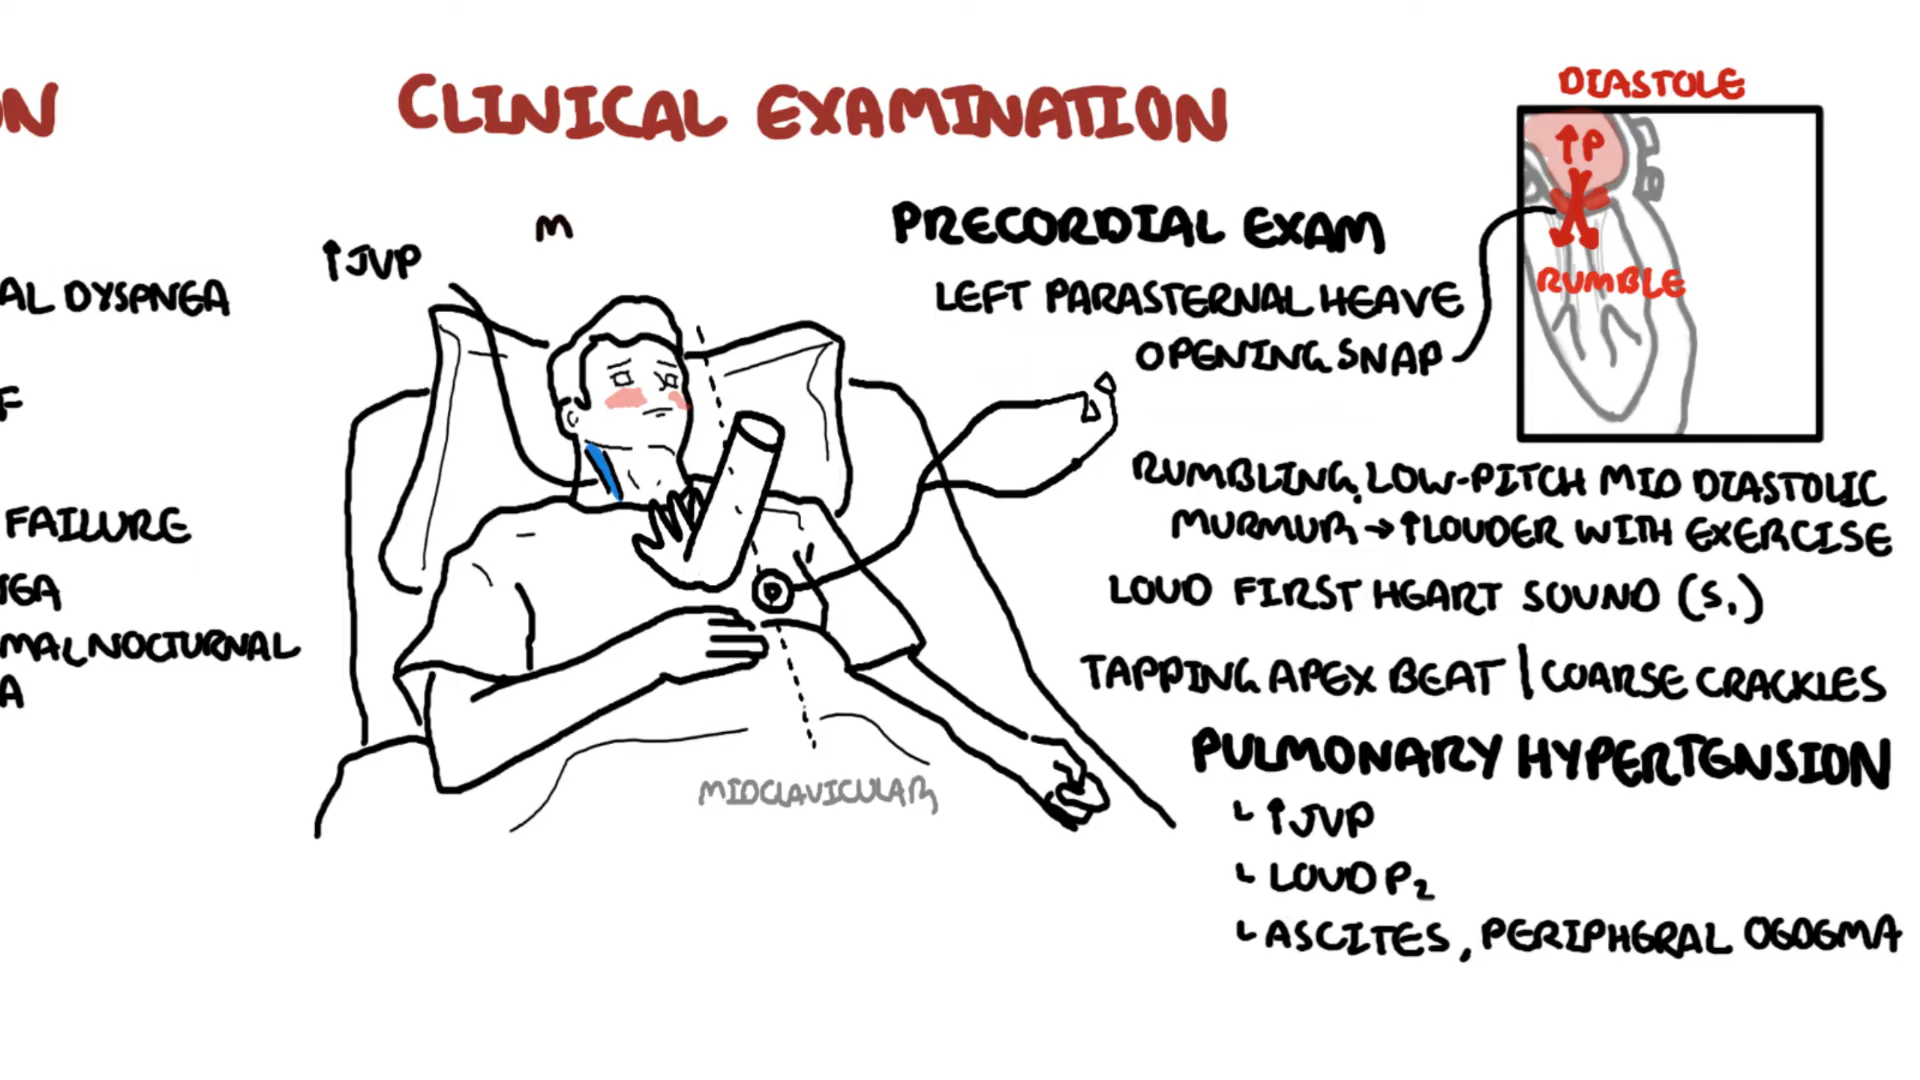 ON
CLINICAL EXAMINATION
DIASTOLE
↑P
RUMBLE
M
↑JVP
AL DYSPNEA
F
FAILURE
EA
MAL NOCTURNAL
A
PRECORDIAL EXAM
LEFT PARASTERNAL HEAVE
OPENING SNAP
RUMBLING, LOW-PITCH MID DIASTOLIC
MURMUR → ↑LOUDER WITH EXERCISE
LOUD FIRST HEART SOUND (S₁)
TAPPING APEX BEAT | COARSE CRACKLES
PULMONARY HYPERTENSION
↳ ↑JVP
↳ LOUD P₂
↳ ASCITES, PERIPHERAL OEDEMA
MIDCLAVICULAR